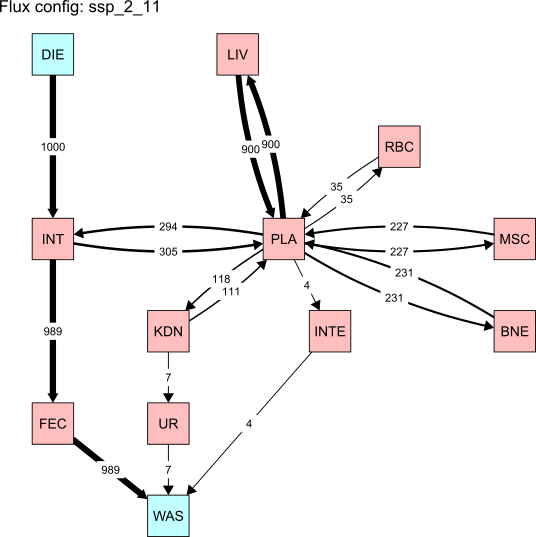 Flux config: ssp_2_11
DIE
LIV
1000
900
900
RBC
35
35
INT
294
305
PLA
227
227
MSC
231
231
118
111
4
KDN
INTE
BNE
989
7
FEC
UR
4
989
7
WAS